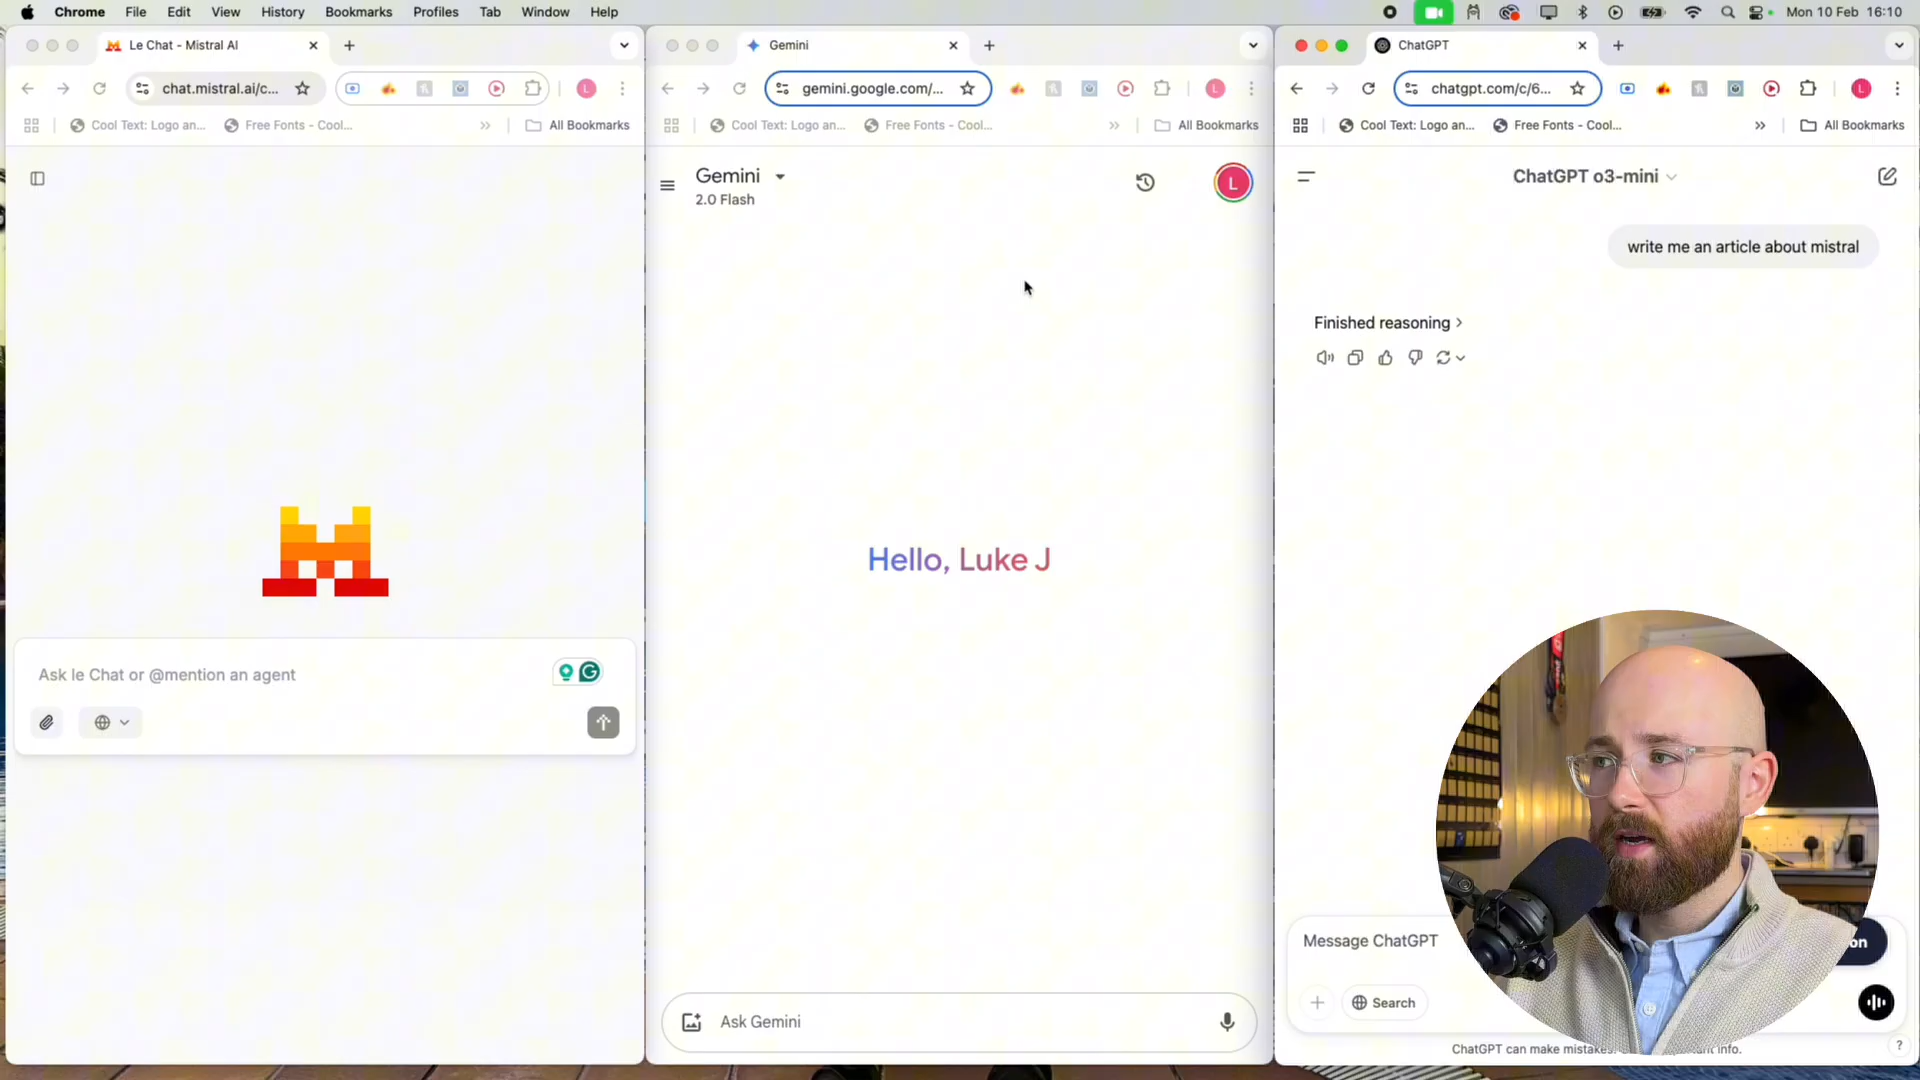 Chrome File Edit View History Bookmarks Profiles Tab Window Help
Mon 10 Feb 16:10
Le Chat - Mistral AI
chat.mistral.ai/c...
Cool Text: Logo an...
Free Fonts - Cool...
All Bookmarks
Ask le Chat or @mention an agent
Gemini
gemini.google.com/...
Cool Text: Logo an...
Free Fonts - Cool...
All Bookmarks
Gemini
2.0 Flash
L
Hello, Luke J
Ask Gemini
ChatGPT
chatgpt.com/c/6...
Cool Text: Logo an...
Free Fonts - Cool...
All Bookmarks
ChatGPT o3-mini
write me an article about mistral
Finished reasoning
Message ChatGPT
on
Search
ChatGPT can make mistakes. nt info.
?